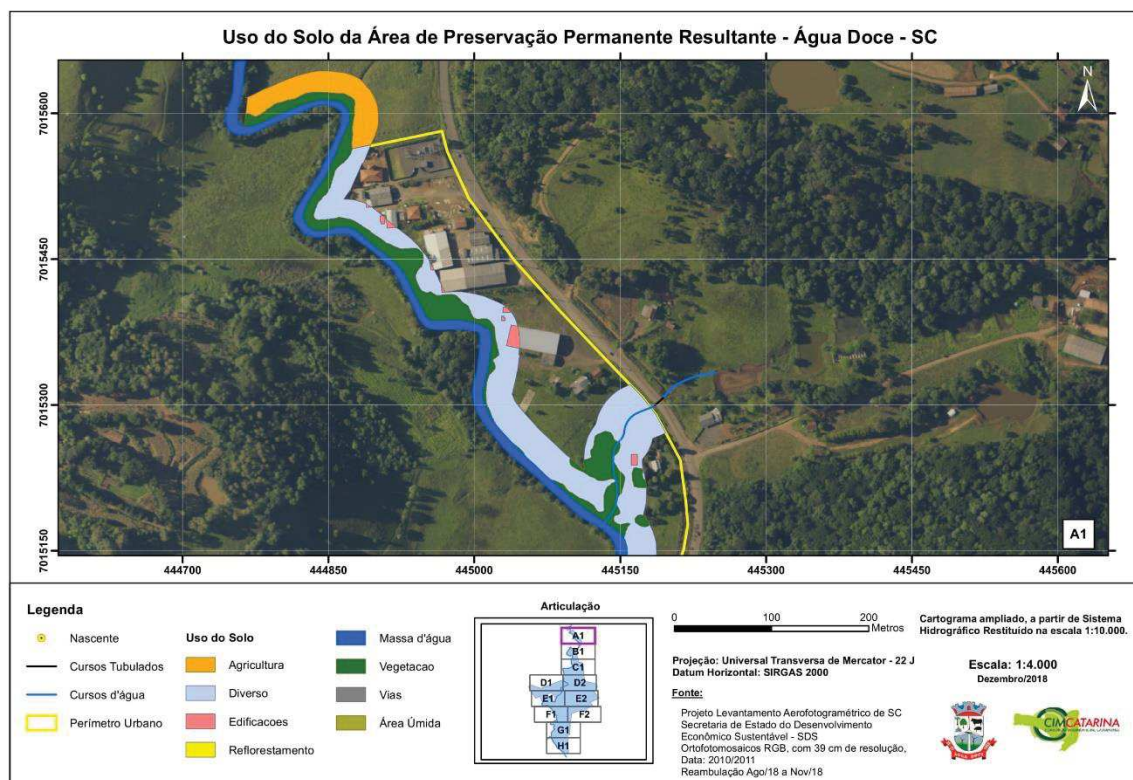 Uso do Solo da Área de Preservação Permanente Resultante - Água Doce - SC
N
7015600
7015450
7015300
7015150
A1
444700
444850
445000
445150
445300
445450
445600
Legenda
Nascente
Cursos Tubulados
Cursos d'água
Perímetro Urbano
Uso do Solo
Agricultura
Diverso
Edificacoes
Reflorestamento
Massa d'água
Vegetacao
Vias
Área Úmida
Articulação
A1
B1
C1
D1
D2
E1
E2
F1
F2
G1
H1
0
100
200
Metros
Projeção: Universal Transversa de Mercator - 22 J
Datum Horizontal: SIRGAS 2000
Fonte:
Projeto Levantamento Aerofotogramétrico de SC
Secretaria de Estado do Desenvolvimento
Econômico Sustentável - SDS
Ortofotomosaicos RGB, com 39 cm de resolução,
Data: 2010/2011
Reambulação Ago/18 a Nov/18
Cartograma ampliado, a partir de Sistema
Hidrográfico Restituído na escala 1:10.000.
Escala: 1:4.000
Dezembro/2018
CIMCATARINA